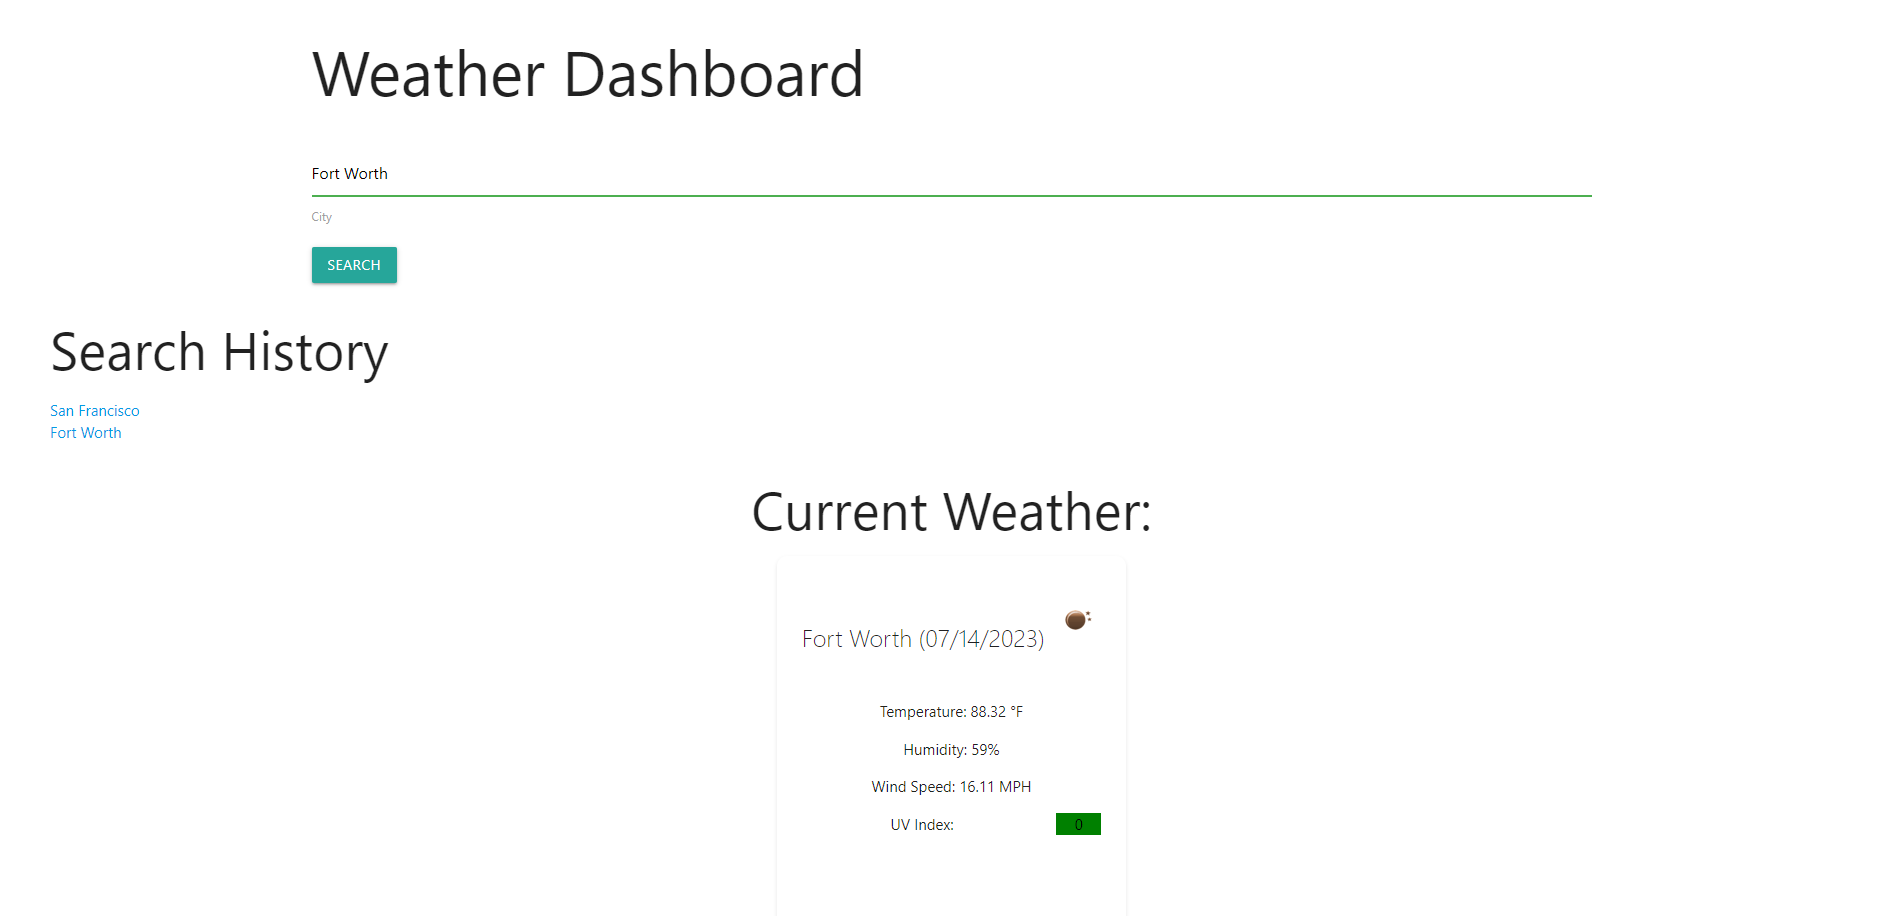 Weather Dashboard
Fort Worth
City
SEARCH
Search History
San Francisco
Fort Worth
Current Weather:
Fort Worth (07/14/2023)
Temperature: 88.32 °F
Humidity: 59%
Wind Speed: 16.11 MPH
UV Index: 0